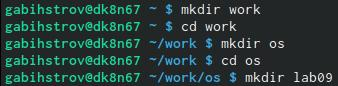 gabihstrov@dk8n67 ~ $ mkdir work
gabihstrov@dk8n67 ~ $ cd work
gabihstrov@dk8n67 ~/work $ mkdir os
gabihstrov@dk8n67 ~/work $ cd os
gabihstrov@dk8n67 ~/work/os $ mkdir lab09